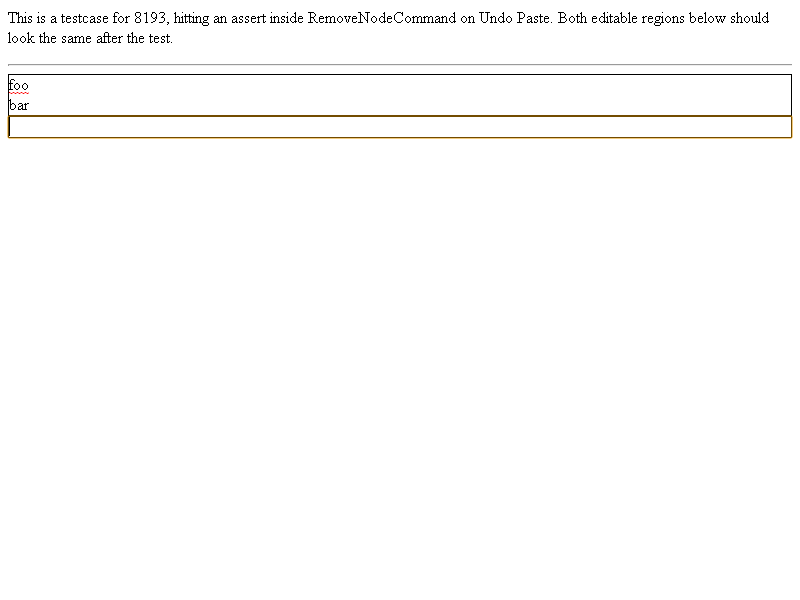 This is a testcase for 8193, hitting an assert inside RemoveNodeCommand on Undo Paste. Both editable regions below should
look the same after the test.
foo
bar